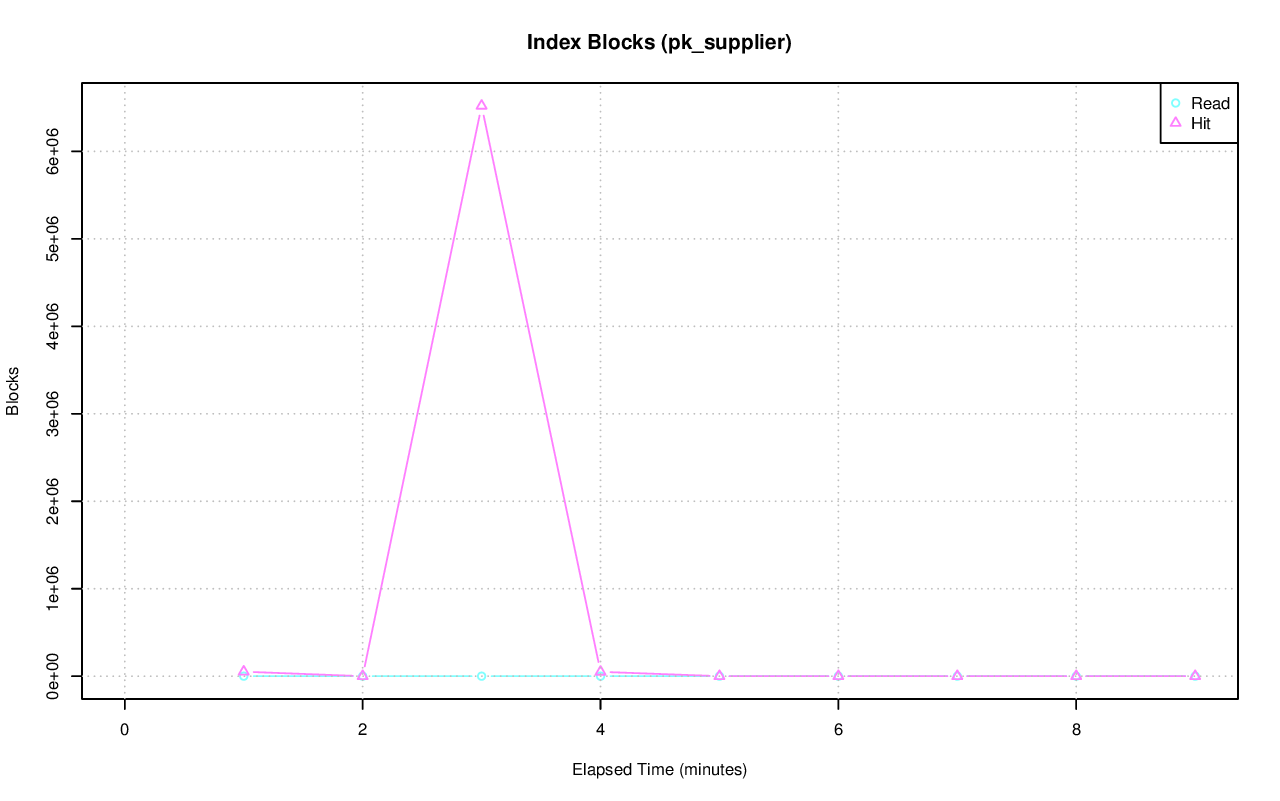 Index Blocks (pk_supplier)
Read
Hit
6e+06
5e+06
4e+06
3e+06
2e+06
1e+06
0e+00
Blocks
0 2 4 6 8
Elapsed Time (minutes)